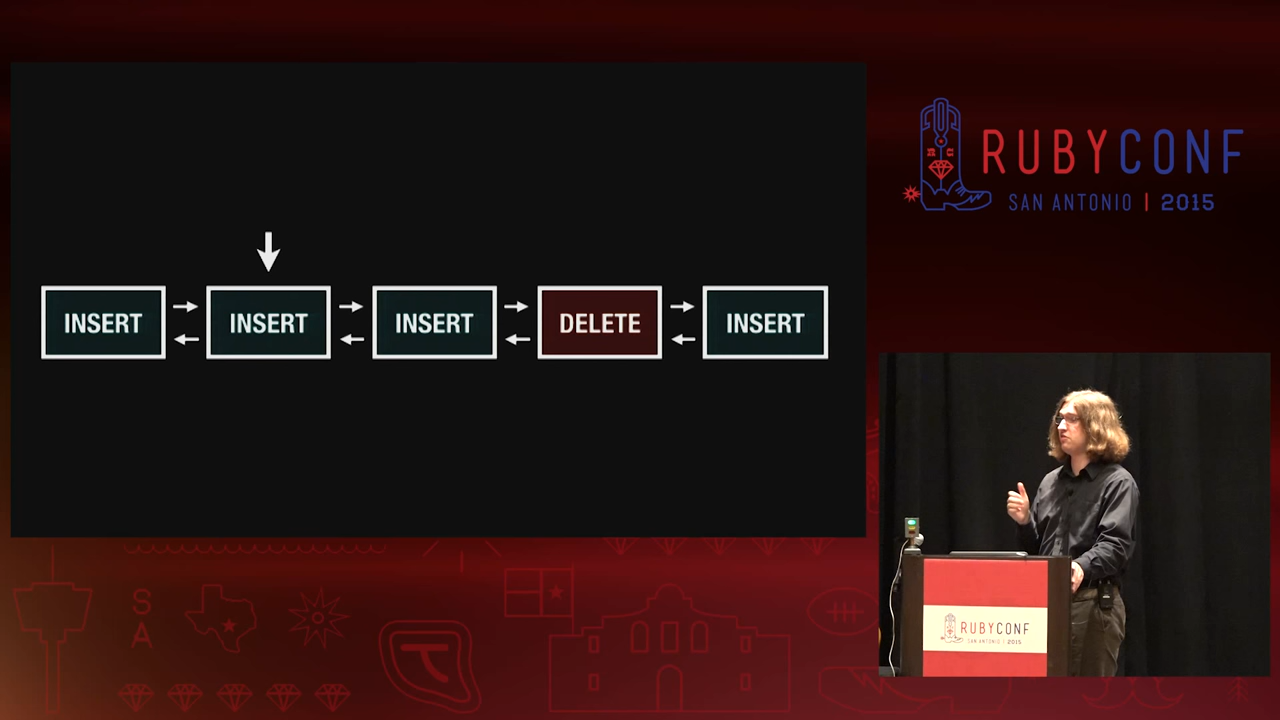 INSERT INSERT INSERT DELETE INSERT
RUBYCONF
SAN ANTONIO | 2015
S
A
RUBYCONF
SAN ANTONIO | 2015